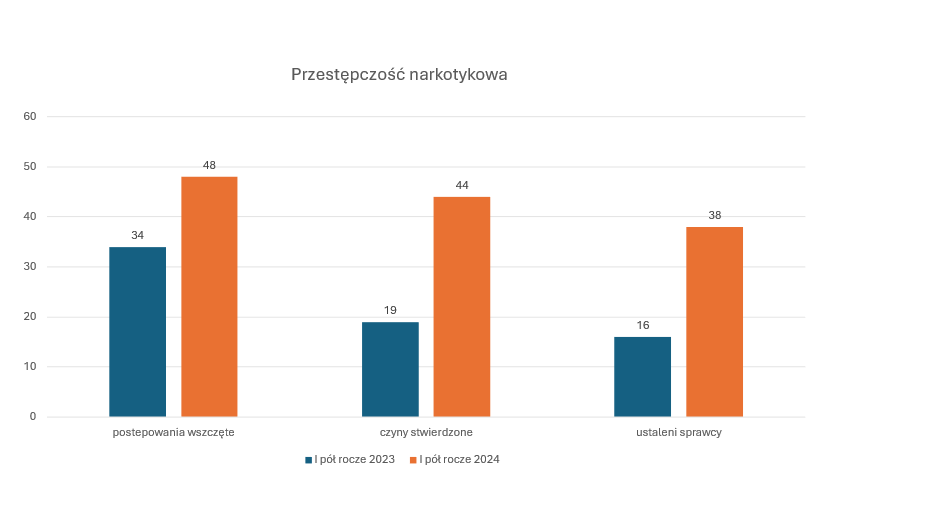 Przestępczość narkotykowa
60
50
40
30
20
10
0
34
48
19
44
16
38
postepowania wszczęte
czyny stwierdzone
ustaleni sprawcy
I pół rocze 2023
I pół rocze 2024